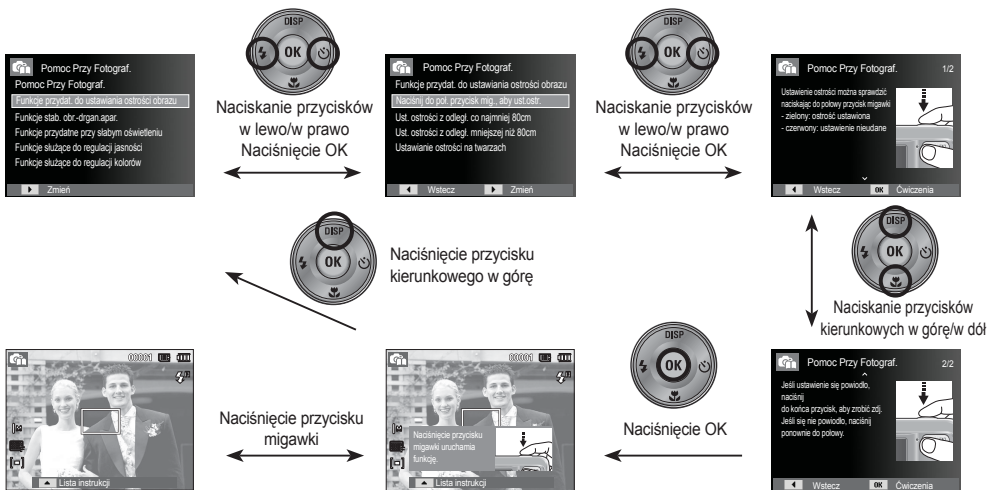 Pomoc Przy Fotograf.
Pomoc Przy Fotograf.
Funkcje przydat. do ustawiania ostrości obrazu
Funkcje stab. obr.-drgan.apar.
Funkcje przydatne przy słabym oświetleniu
Funkcje służące do regulacji jasności
Funkcje służące do regulacji kolorów
Zmień
DISP
OK
Naciskanie przycisków
w lewo/w prawo
Naciśnięcie OK
Pomoc Przy Fotograf.
Funkcje przydat. do ustawiania ostrości obrazu
Naciśnij do poł. przycisk mig., aby ust.ostr.
Ust. ostrości z odległ. co najmniej 80cm
Ust. ostrości z odległ. mniejszej niż 80cm
Ustawianie ostrości na twarzach
Wstecz Zmień
DISP
OK
Naciskanie przycisków
w lewo/w prawo
Naciśnięcie OK
Pomoc Przy Fotograf. 1/2
Ustawienie ostrości można sprawdzić
naciskając do połowy przycisk migawki
- zielony: ostrość ustawiona
- czerwony: ustawienie nieudane
Wstecz OK Ćwiczenia
DISP
OK
Naciśnięcie przycisku
kierunkowego w górę
DISP
OK
Naciskanie przycisków
kierunkowych w górę/w dół
00001
Lista instrukcji
Naciśnięcie przycisku
migawki
00001
Naciśnięcie przycisku
migawki uruchamia
funkcję.
Lista instrukcji
DISP
OK
Naciśnięcie OK
Pomoc Przy Fotograf. 2/2
Jeśli ustawienie się powiodło,
naciśnij
do końca przycisk, aby zrobić zdj.
Jeśli się nie powiodło, naciśnij
ponownie do połowy.
Wstecz OK Ćwiczenia